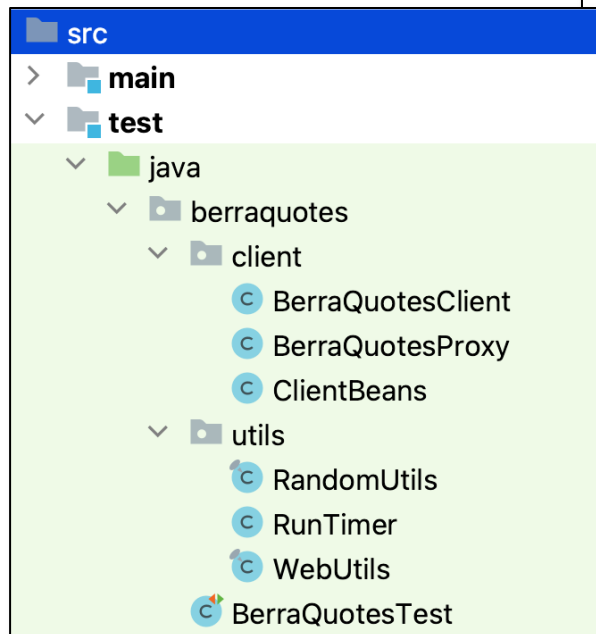 src
main
test
java
berraquotes
client
C BerraQuotesClient
C BerraQuotesProxy
C ClientBeans
utils
C RandomUtils
C RunTimer
C WebUtils
C BerraQuotesTest